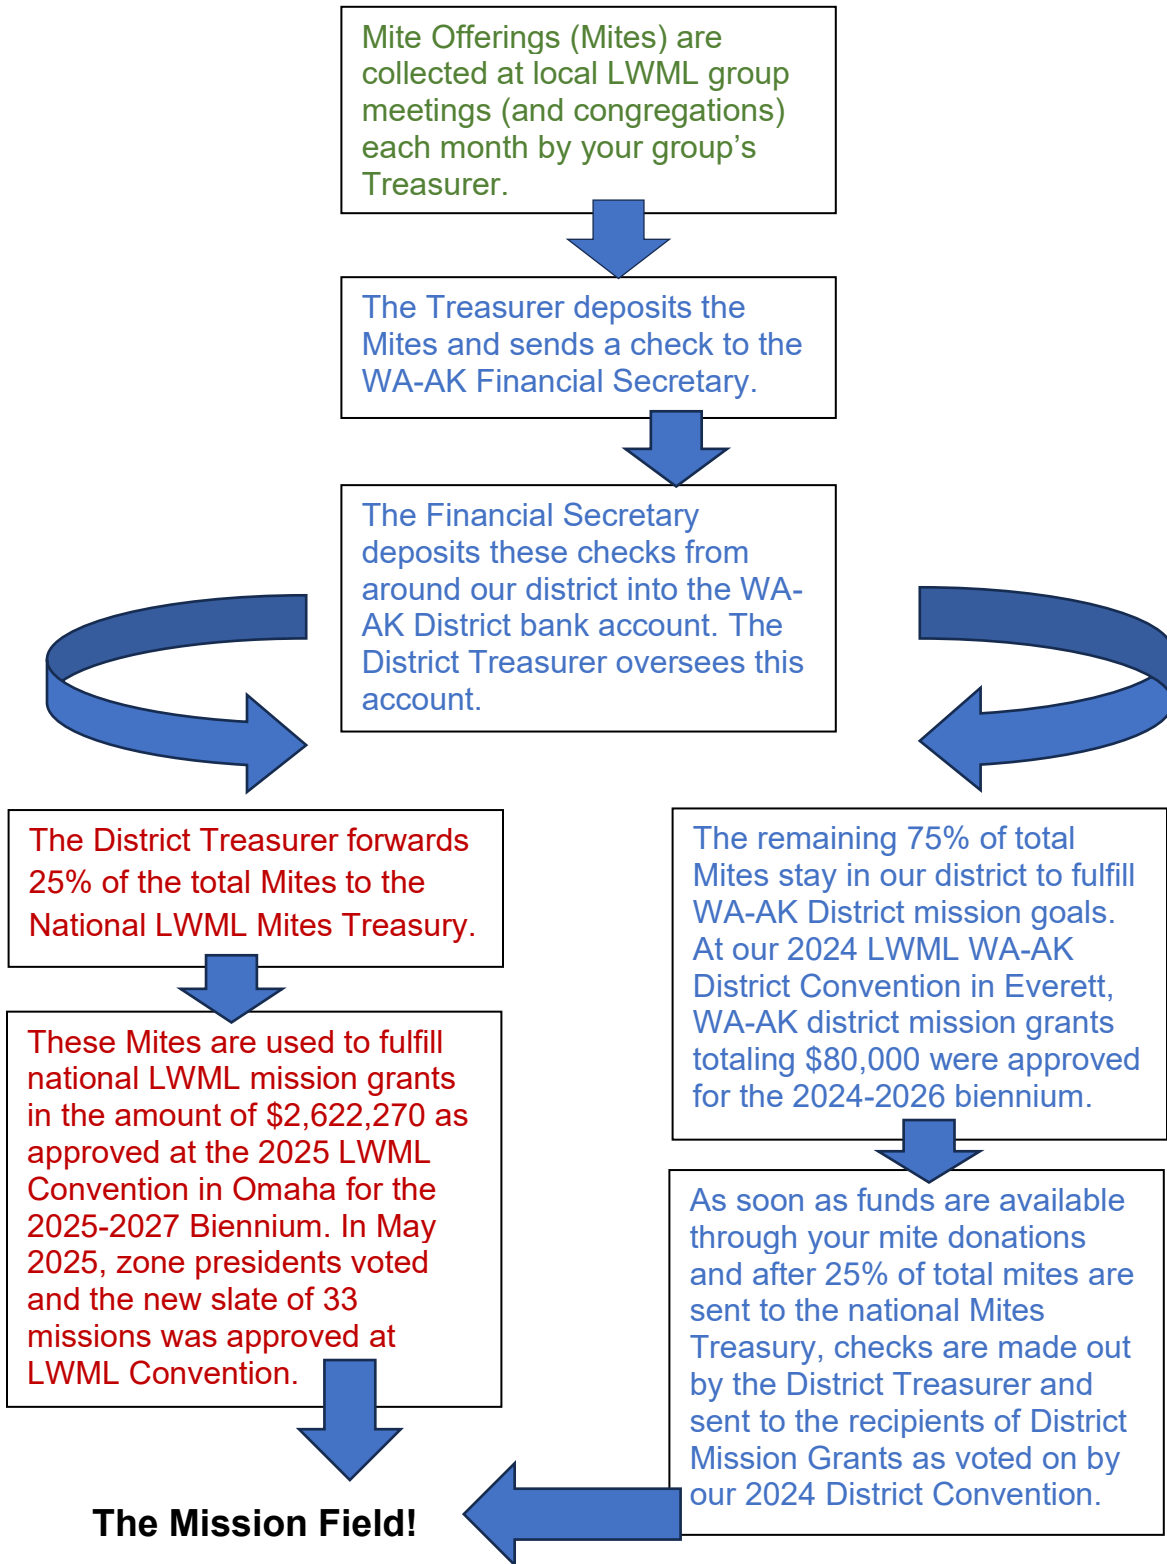 Mite Offerings (Mites) are
collected at local LWML group
meetings (and congregations)
each month by your group’s
Treasurer.
The Treasurer deposits the
Mites and sends a check to the
WA-AK Financial Secretary.
The Financial Secretary
deposits these checks from
around our district into the WA-
AK District bank account. The
District Treasurer oversees this
account.
The District Treasurer forwards
25% of the total Mites to the
National LWML Mites Treasury.
These Mites are used to fulfill
national LWML mission grants
in the amount of $2,622,270 as
approved at the 2025 LWML
Convention in Omaha for the
2025-2027 Biennium. In May
2025, zone presidents voted
and the new slate of 33
missions was approved at
LWML Convention.
The remaining 75% of total
Mites stay in our district to fulfill
WA-AK District mission goals.
At our 2024 LWML WA-AK
District Convention in Everett,
WA-AK district mission grants
totaling $80,000 were approved
for the 2024-2026 biennium.
As soon as funds are available
through your mite donations
and after 25% of total mites are
sent to the national Mites
Treasury, checks are made out
by the District Treasurer and
sent to the recipients of District
Mission Grants as voted on by
our 2024 District Convention.
The Mission Field!